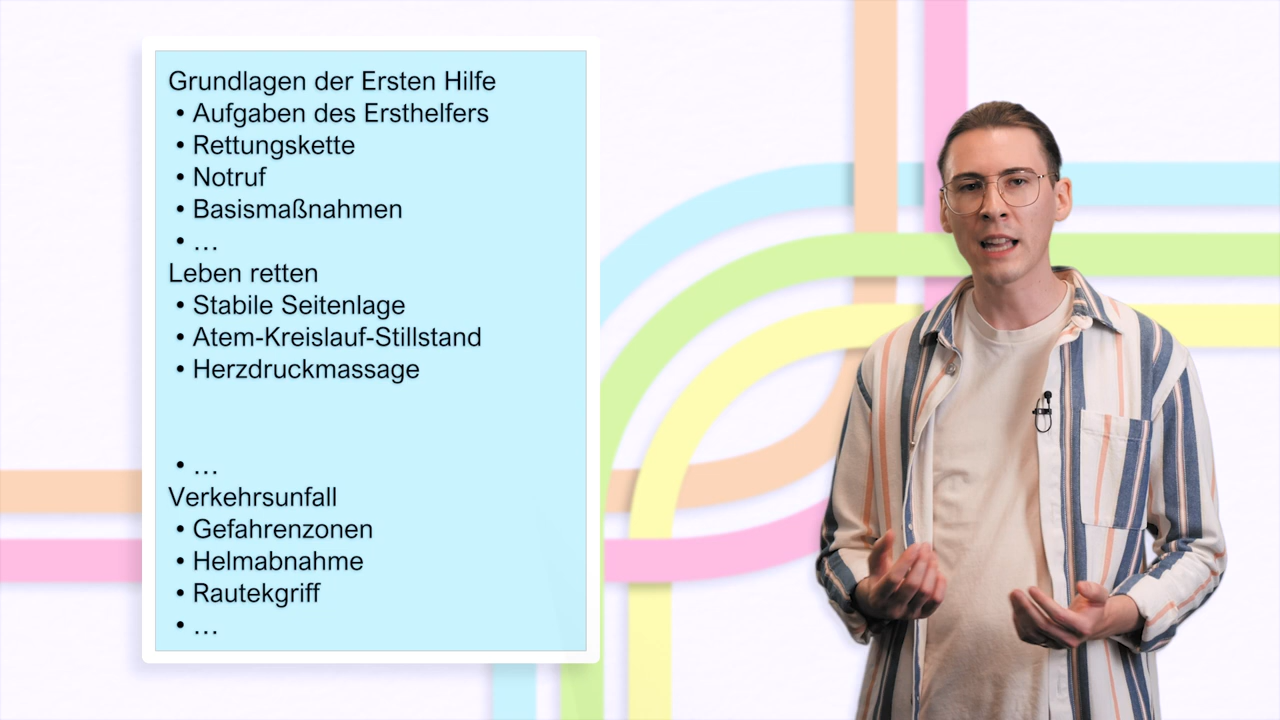 Grundlagen der Ersten Hilfe
• Aufgaben des Ersthelfers
• Rettungskette
• Notruf
• Basismaßnahmen
• …
Leben retten
• Stabile Seitenlage
• Atem-Kreislauf-Stillstand
• Herzdruckmassage
• …
Verkehrsunfall
• Gefahrenzonen
• Helmabnahme
• Rautekgriff
• …